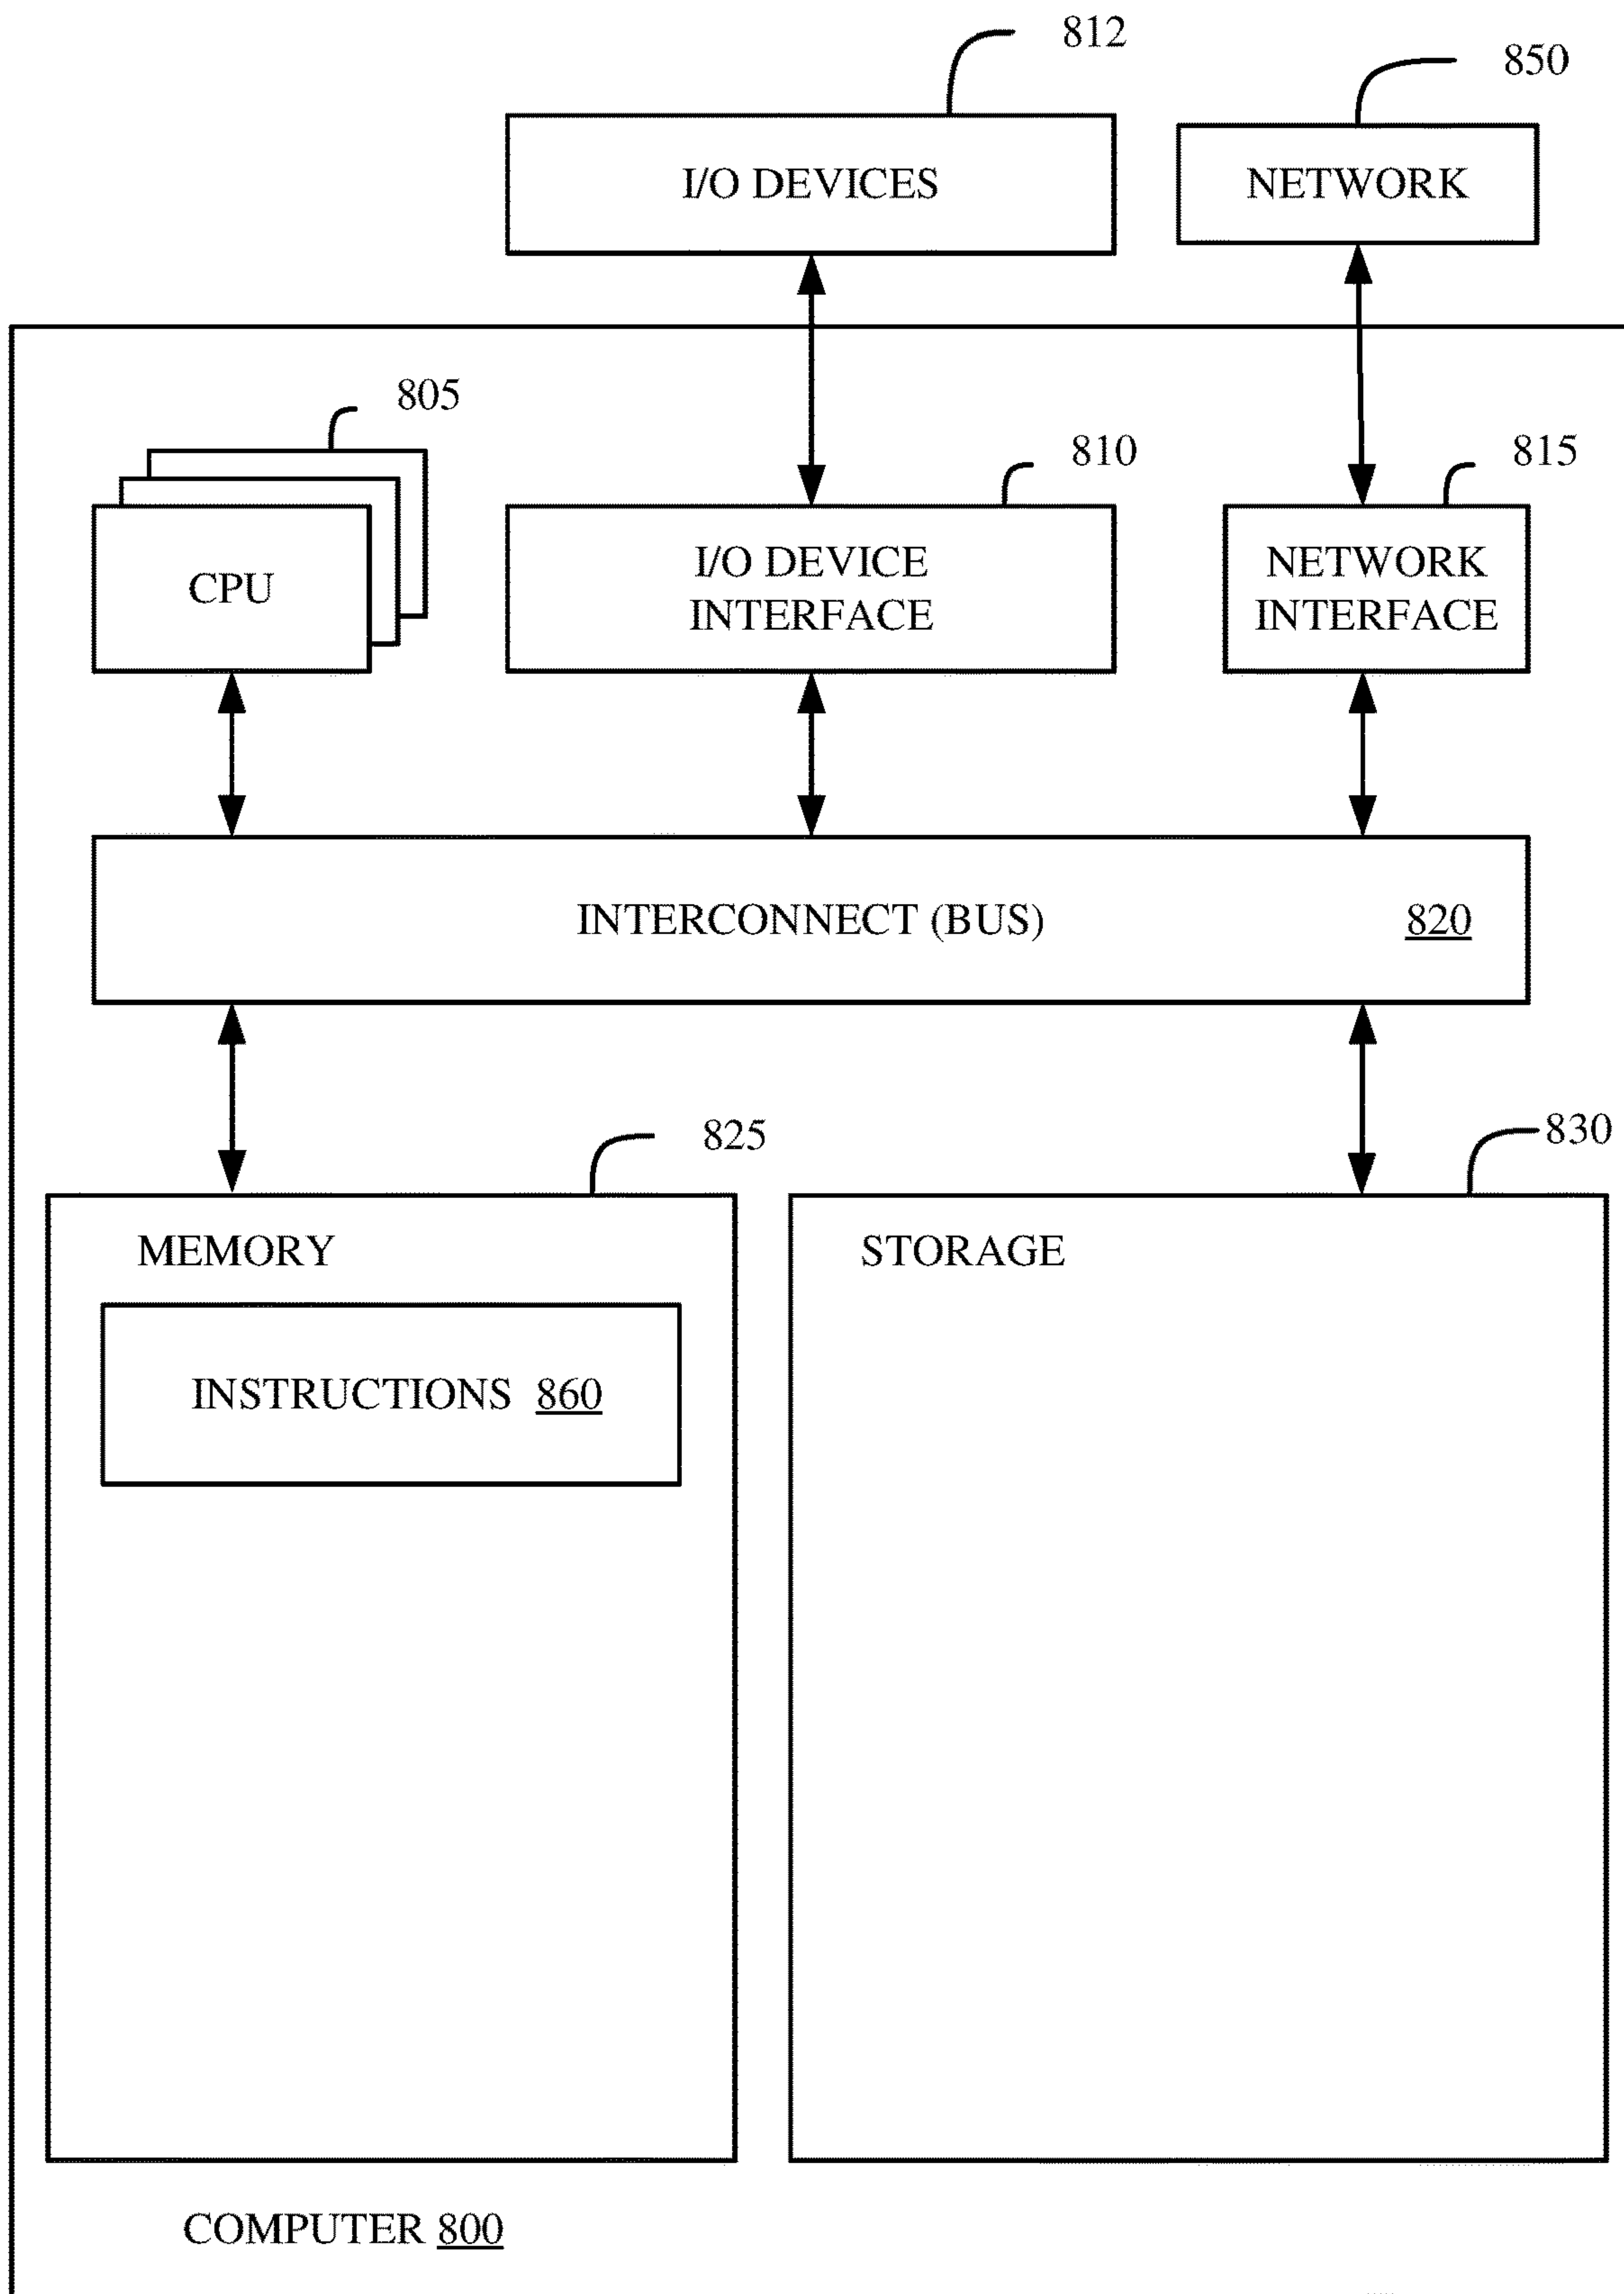 812
850
I/O DEVICES
NETWORK
805
810
815
CPU
I/O DEVICE
INTERFACE
NETWORK
INTERFACE
INTERCONNECT (BUS) 820
825
830
MEMORY
STORAGE
INSTRUCTIONS 860
COMPUTER 800